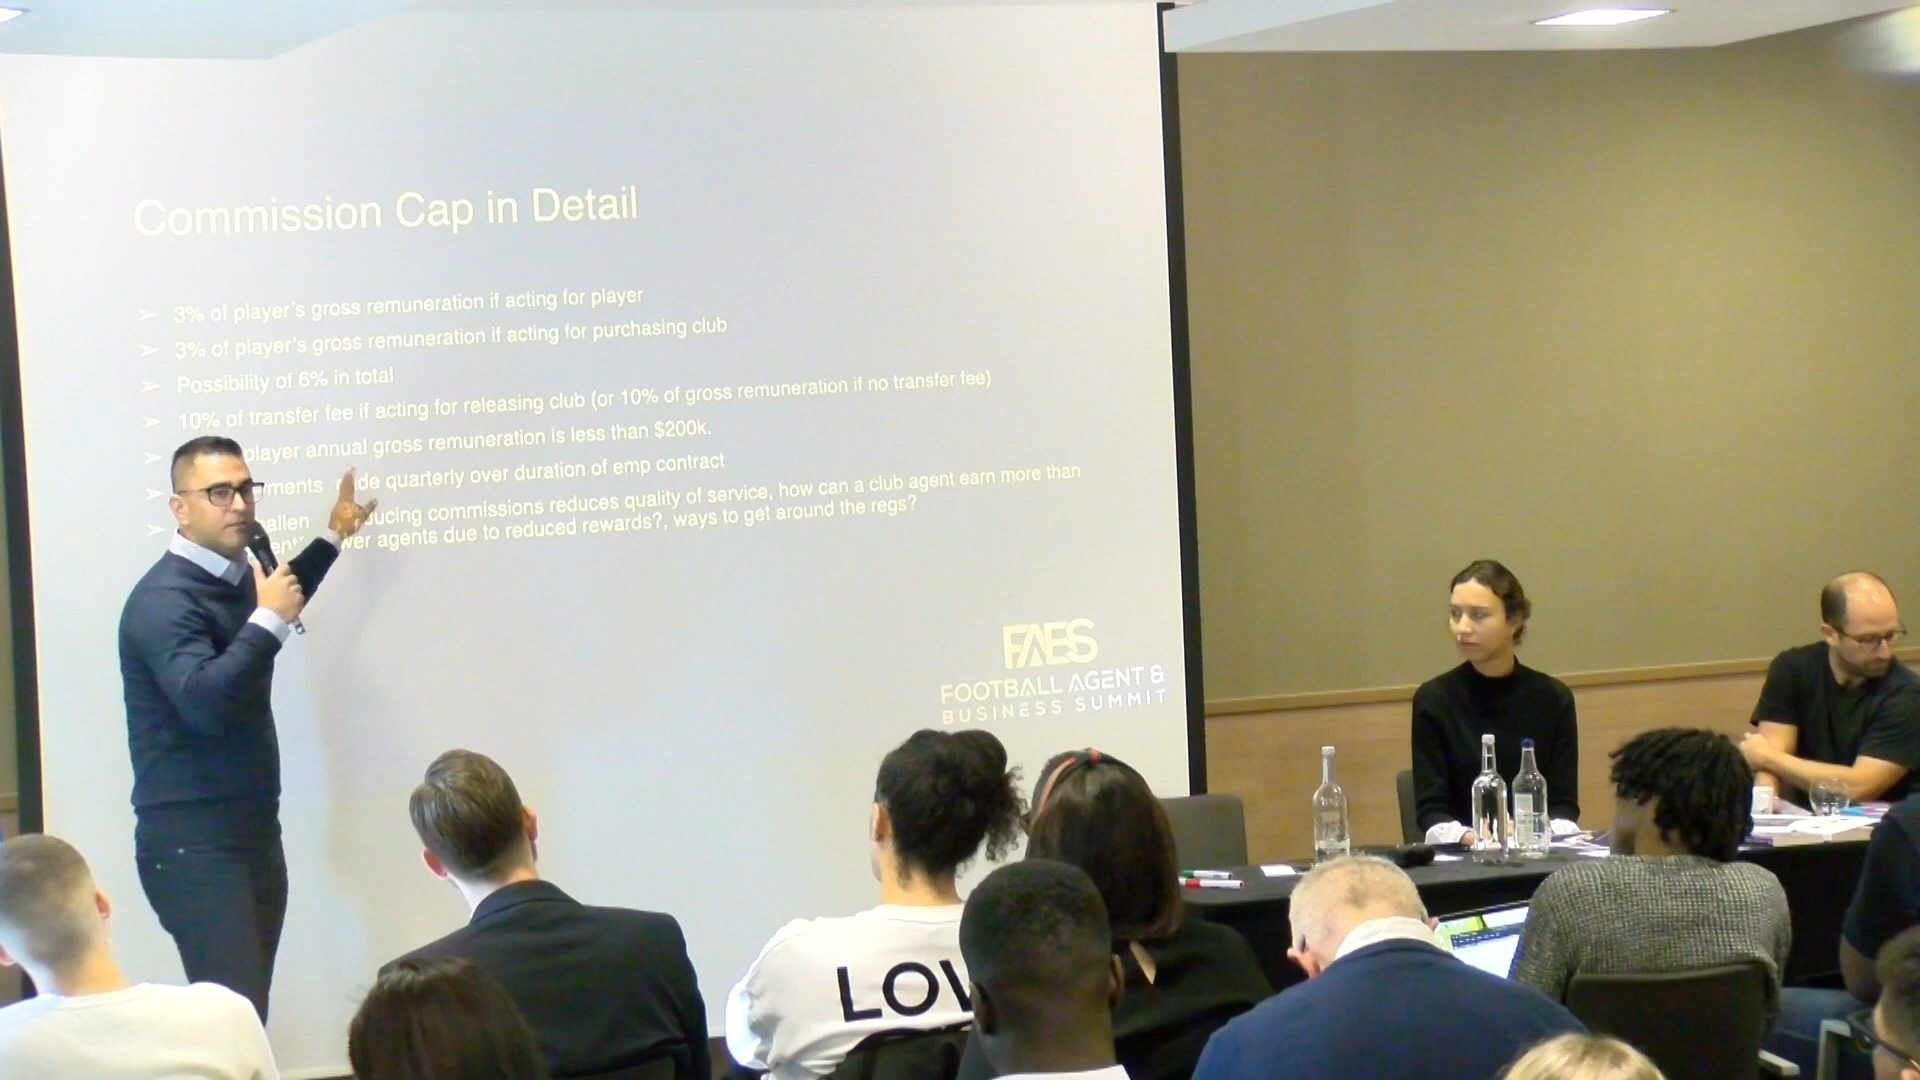 Commission Cap in Detail
➢ 3% of player's gross remuneration if acting for player
➢ 3% of player's gross remuneration if acting for purchasing club
➢ Possibility of 6% in total
➢ 10% of transfer fee if acting for releasing club (or 10% of gross remuneration if no transfer fee)
➢ player annual gross remuneration is less than $200k.
➢ quarterly over duration of emp contract
➢ commissions reduces quality of service, how can a club agent earn more than
agents due to reduced rewards?, ways to get around the regs?
FAES
FOOTBALL AGENT &
BUSINESS SUMMIT
LOV